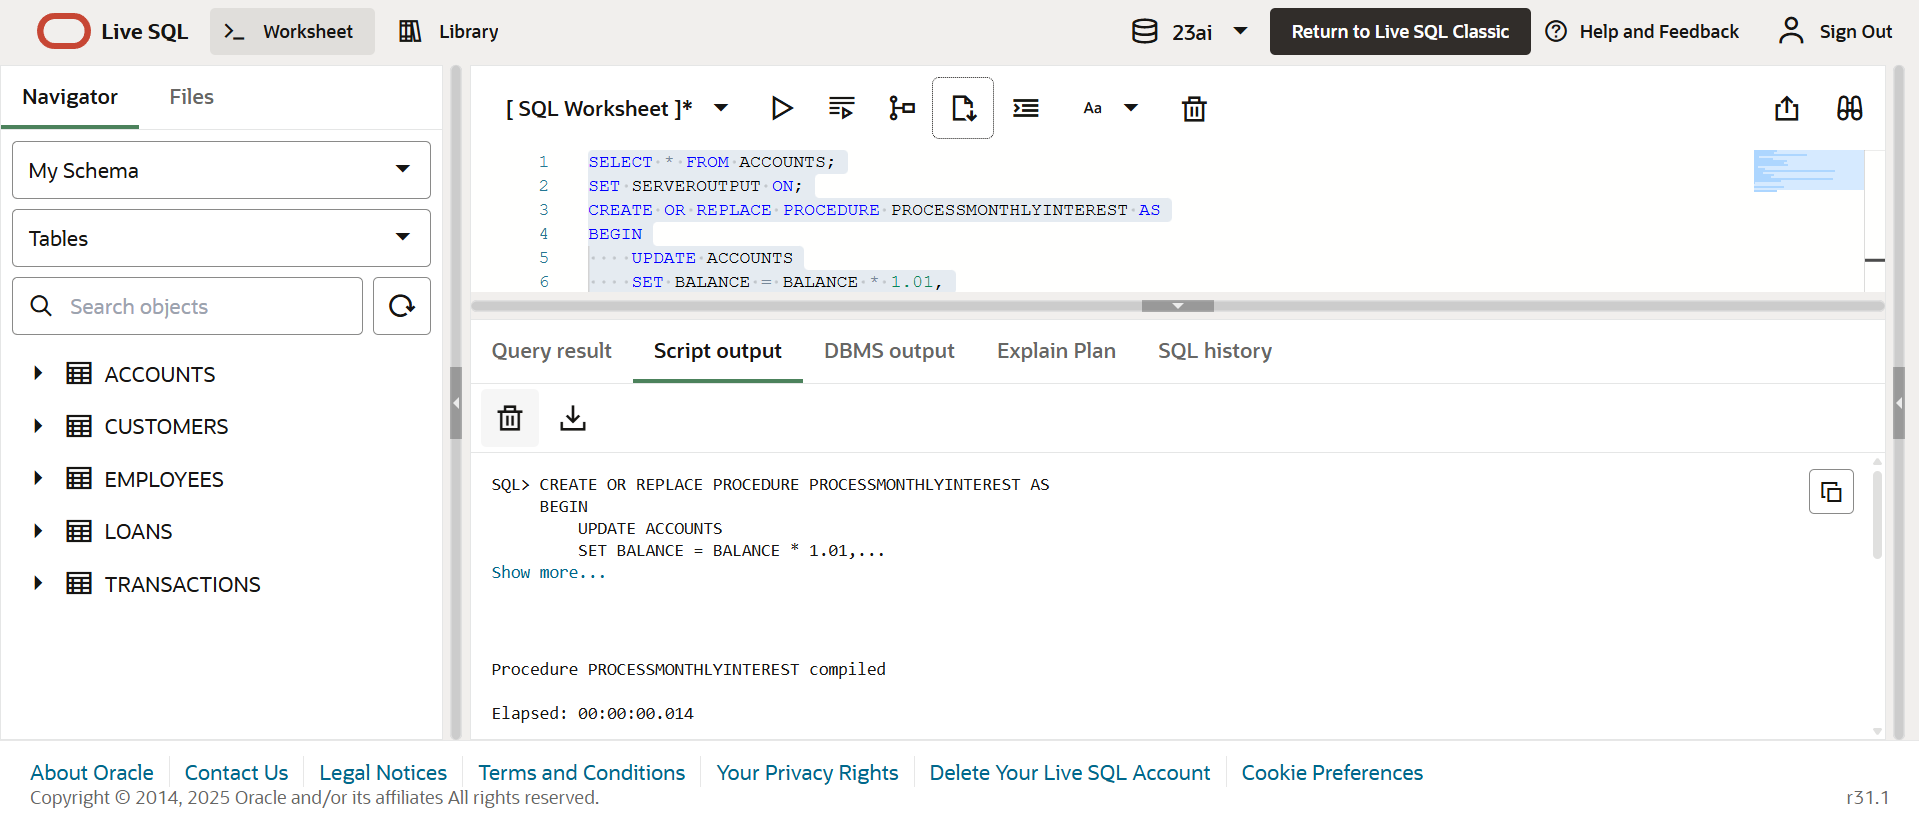 Live SQL
Worksheet
Library
23ai
Return to Live SQL Classic
Help and Feedback
Sign Out
Navigator
Files
My Schema
Tables
Search objects
ACCOUNTS
CUSTOMERS
EMPLOYEES
LOANS
TRANSACTIONS
[ SQL Worksheet ]*
Aa
1 SELECT * FROM ACCOUNTS;
2 SET SERVEROUTPUT ON;
3 CREATE OR REPLACE PROCEDURE PROCESSMONTHLYINTEREST AS
4 BEGIN
5 UPDATE ACCOUNTS
6 SET BALANCE = BALANCE * 1.01,
Query result
Script output
DBMS output
Explain Plan
SQL history
SQL> CREATE OR REPLACE PROCEDURE PROCESSMONTHLYINTEREST AS
BEGIN
UPDATE ACCOUNTS
SET BALANCE = BALANCE * 1.01,...
Show more...
Procedure PROCESSMONTHLYINTEREST compiled
Elapsed: 00:00:00.014
About Oracle
Contact Us
Legal Notices
Terms and Conditions
Your Privacy Rights
Delete Your Live SQL Account
Cookie Preferences
Copyright © 2014, 2025 Oracle and/or its affiliates All rights reserved.
r31.1